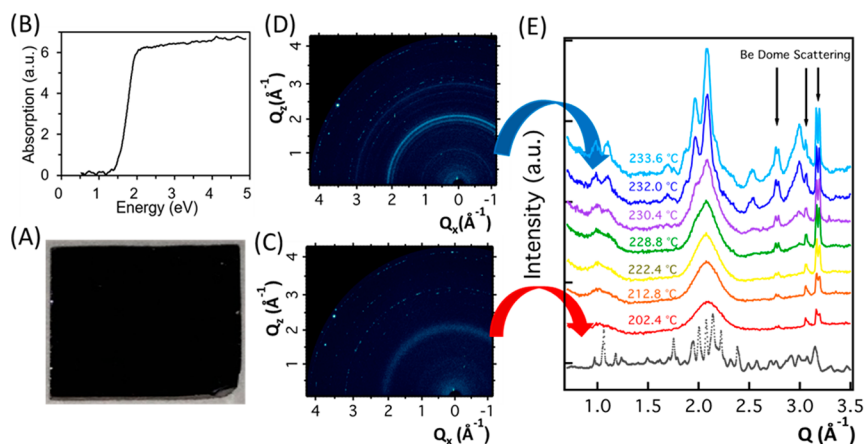 (B)
Absorption (a.u.)
6
4
2
0
0 1 2 3 4 5
Energy (eV)
(A)
(D)
Qz(Å-1)
4
3
2
1
4 3 2 1 0 -1
Qx(Å-1)
(C)
Qz (Å-1)
4
3
2
1
4 3 2 1 0 -1
Qx (Å-1)
(E)
Be Dome Scattering
Intensity (a.u.)
233.6 °C
232.0 °C
230.4 °C
228.8 °C
222.4 °C
212.8 °C
202.4 °C
1.0 1.5 2.0 2.5 3.0 3.5
Q (Å-1)